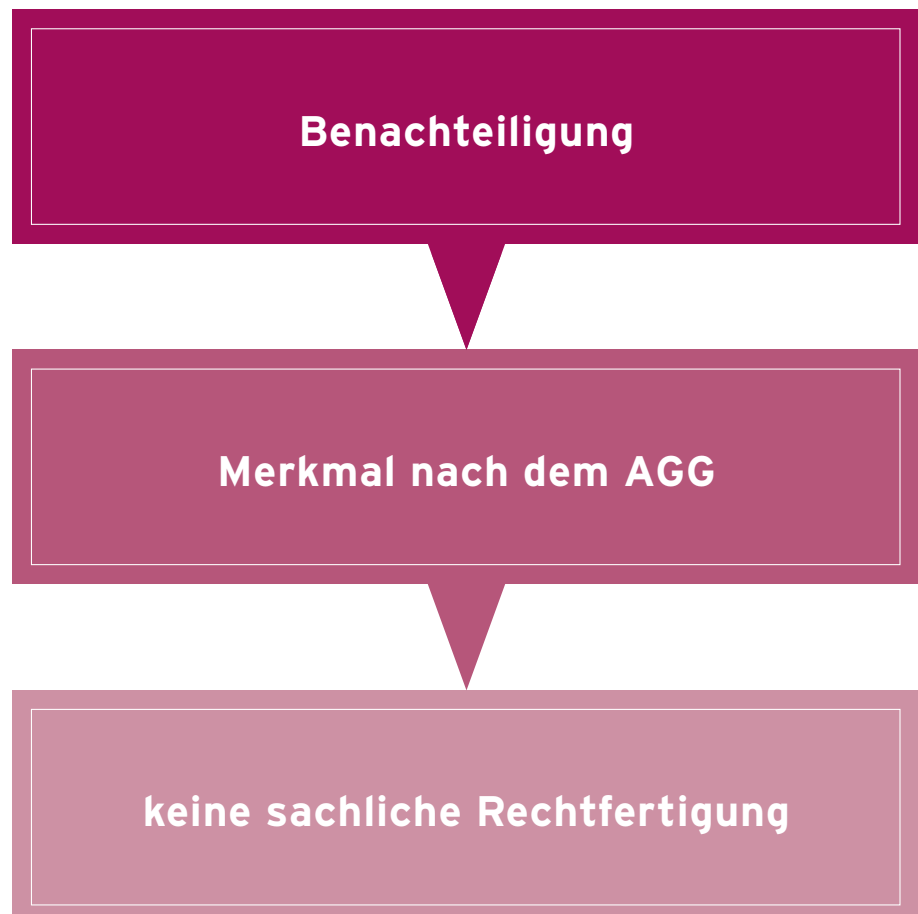 Benachteiligung
Merkmal nach dem AGG
keine sachliche Rechtfertigung